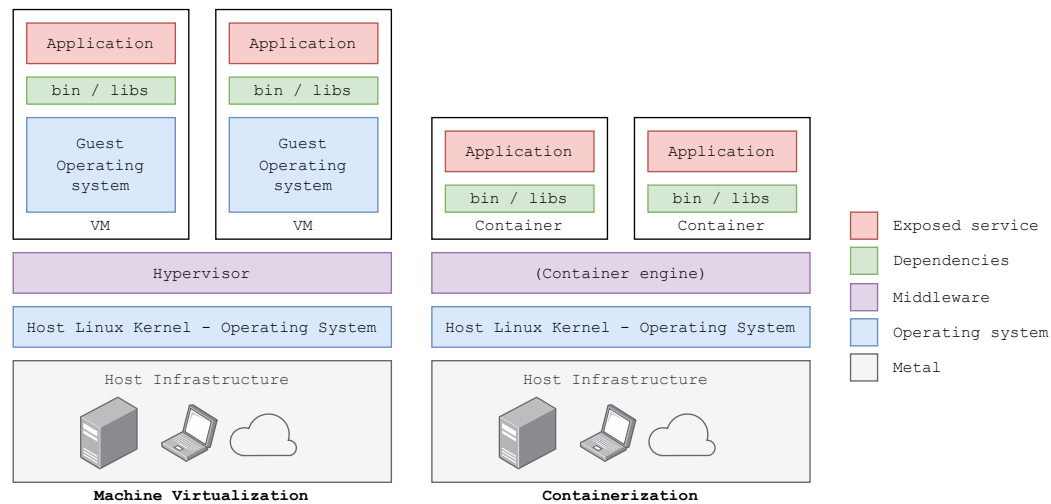 Application
bin / libs
Guest
Operating
system
VM
Application
bin / libs
Guest
Operating
system
VM
Hypervisor
Host Linux Kernel - Operating System
Host Infrastructure
Machine Virtualization
Application
bin / libs
Container
Application
bin / libs
Container
(Container engine)
Host Linux Kernel - Operating System
Host Infrastructure
Containerization
Exposed service
Dependencies
Middleware
Operating system
Metal